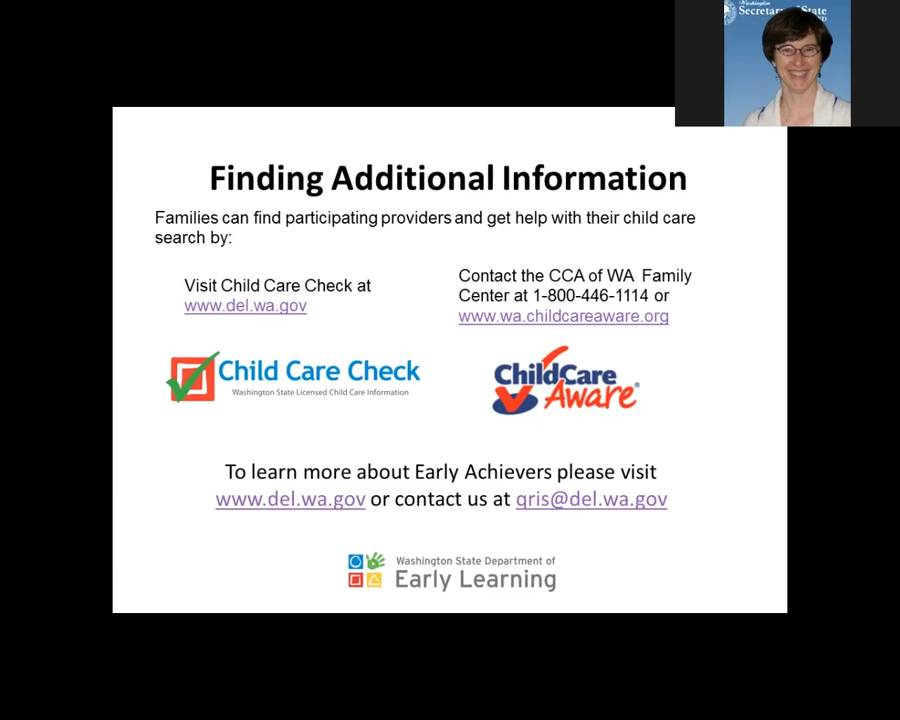 Washington
Secretary of State
Finding Additional Information
Families can find participating providers and get help with their child care
search by:
Visit Child Care Check at
www.del.wa.gov
Contact the CCA of WA Family
Center at 1-800-446-1114 or
www.wa.childcareaware.org
Child Care Check
Washington State Licensed Child Care Information
ChildCare
Aware®
To learn more about Early Achievers please visit
www.del.wa.gov or contact us at qris@del.wa.gov
Washington State Department of
Early Learning